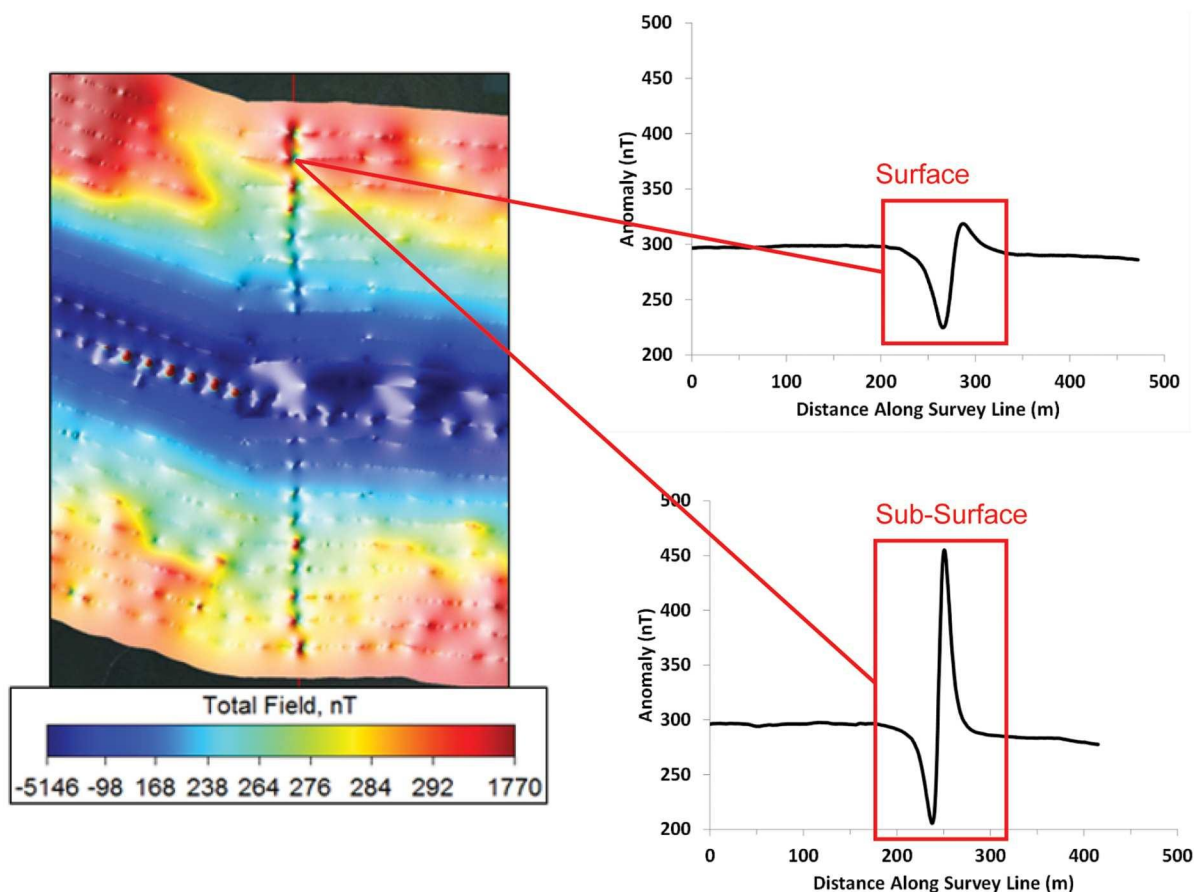 Total Field, nT
-5146 -98 168 238 264 276 284 292 1770
500
450
400
350
300
250
200
Anomaly (nT)
Surface
0 100 200 300 400 500
Distance Along Survey Line (m)
500
450
400
350
300
250
200
Anomaly (nT)
Sub-Surface
0 100 200 300 400 500
Distance Along Survey Line (m)